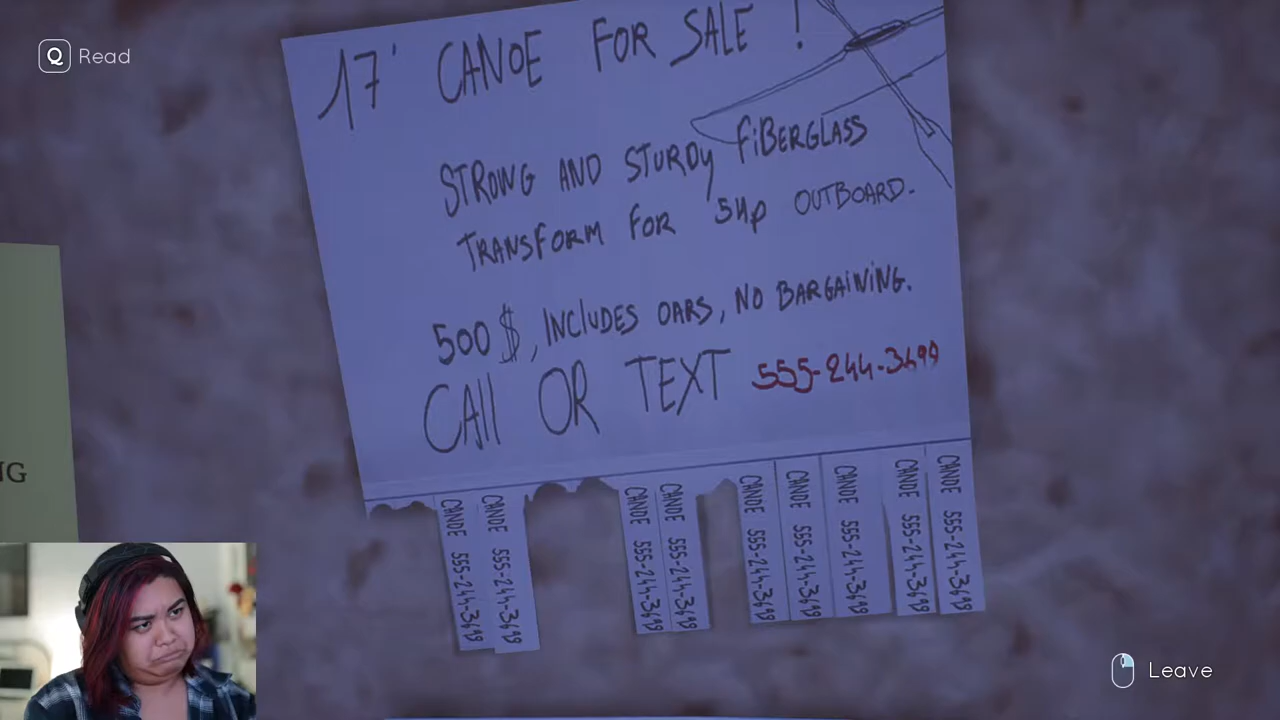 Q Read
17' CANOE FOR SALE !
STRONG AND STURDY FiBERGLASS
TRANSFORM FOR 5Hp OUTBOARD.
500 $, INCLUDES OARS, NO BARGAINING.
CAll OR TEXT 555-244-3699
NG
CANOE 555-244-3699
CANOE 555-244-3699
CANOE 555-244-3699
CANOE 555-244-3699
CANOE 555-244-3699
CANOE 555-244-3699
CANOE 555-244-3699
CANOE 555-244-3699
CANOE 555-244-3699
Leave